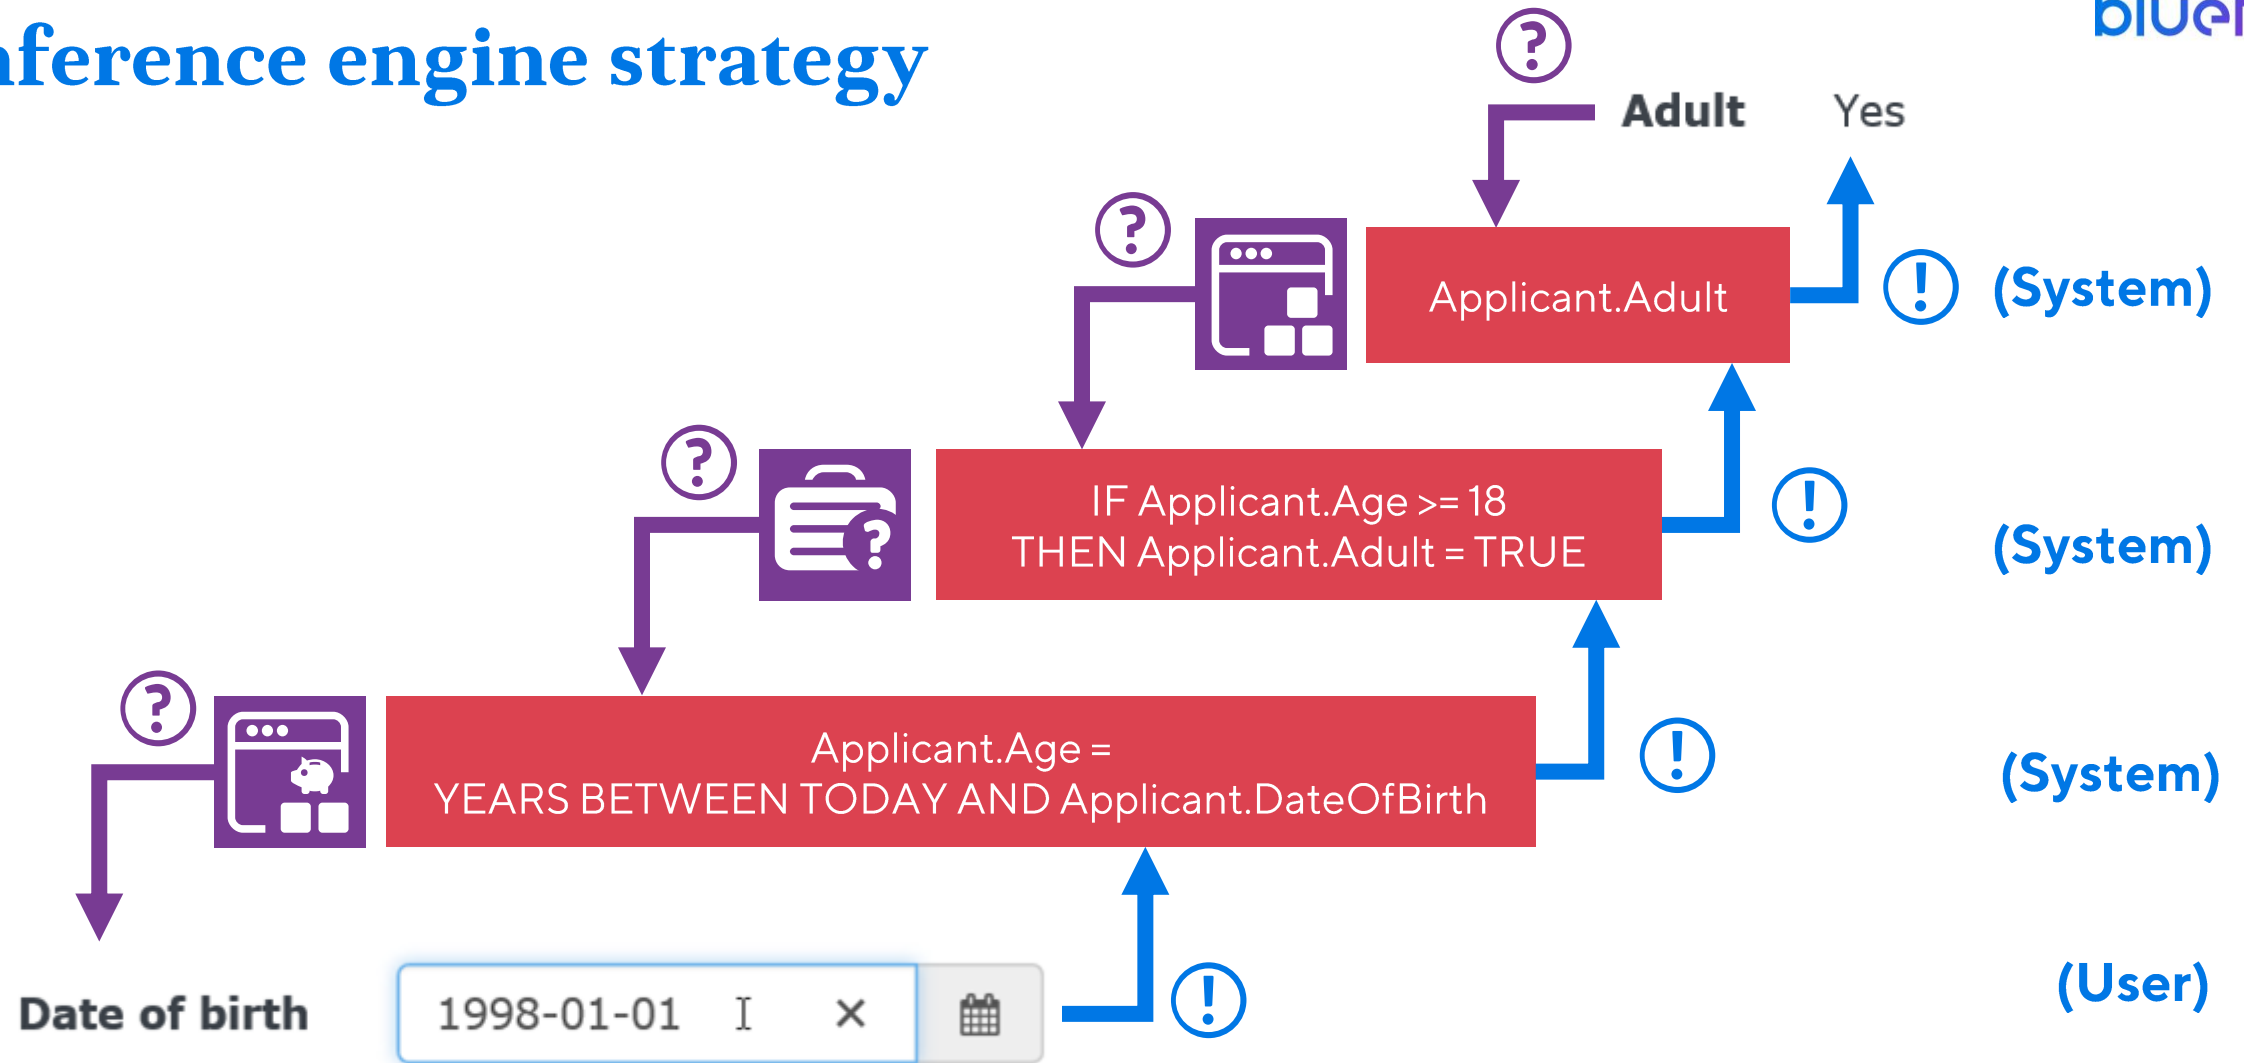 nference engine strategy
bluer
?
Adult Yes
?
Applicant.Adult
! (System)
?
?
IF Applicant.Age >= 18
THEN Applicant.Adult = TRUE
!
(System)
?
Applicant.Age =
YEARS BETWEEN TODAY AND Applicant.DateOfBirth
!
(System)
Date of birth 1998-01-01 ×
!
(User)